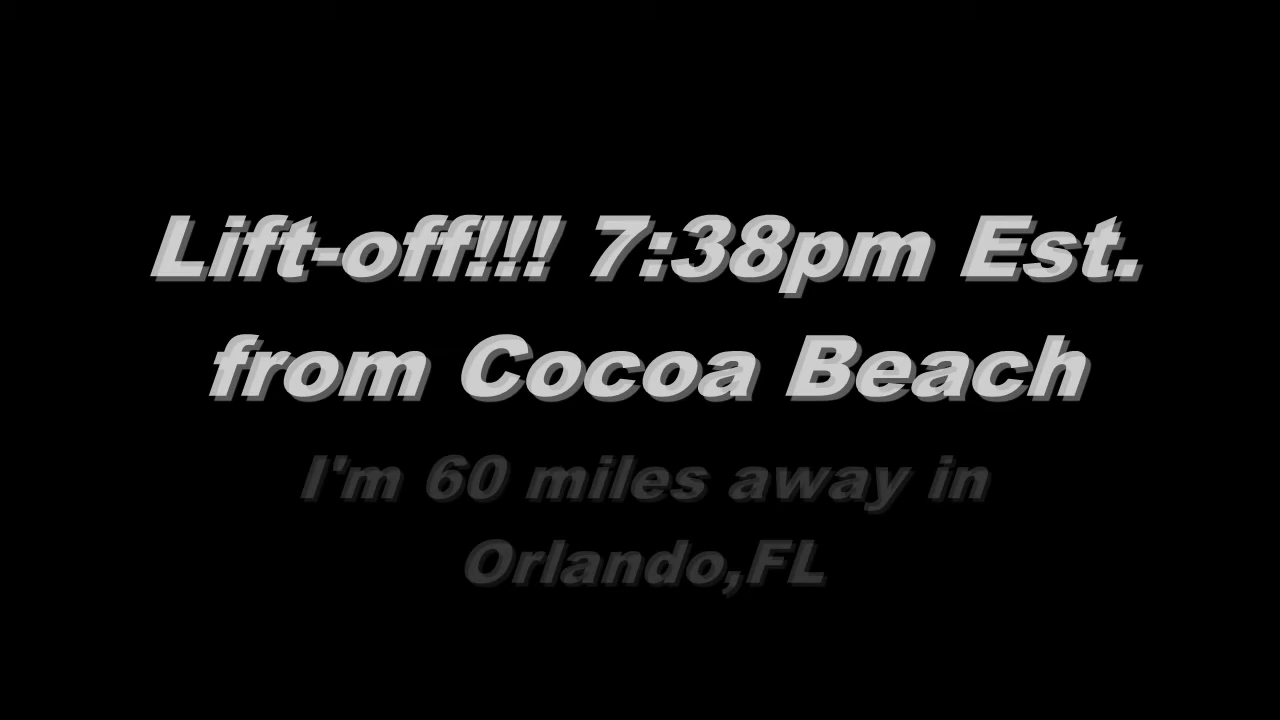 Lift-off!!! 7:38pm Est.
from Cocoa Beach
I'm 60 miles away in
Orlando,FL